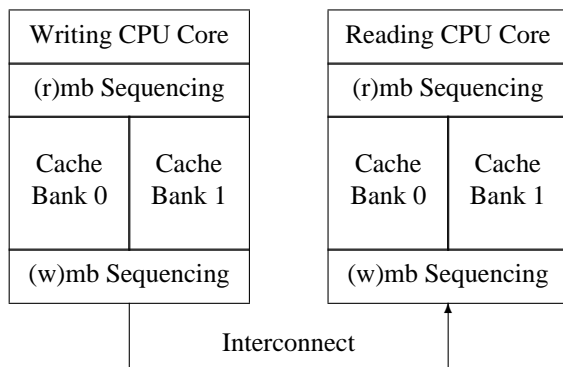 Writing CPU Core
(r)mb Sequencing
Cache
Bank 0
Cache
Bank 1
(w)mb Sequencing
Reading CPU Core
(r)mb Sequencing
Cache
Bank 0
Cache
Bank 1
(w)mb Sequencing
Interconnect